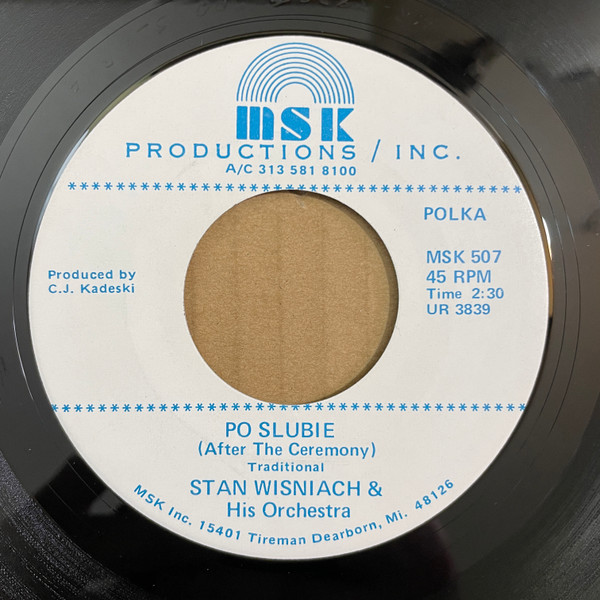 msk
PRODUCTIONS / INC.
A/C 313 581 8100
POLKA
Produced by
C.J. Kadeski
MSK 507
45 RPM
Time 2:30
UR 3839
PO SLUBIE
(After The Ceremony)
Traditional
STAN WISNIACH &
His Orchestra
MSK Inc. 15401 Tireman Dearborn, Mi. 48126